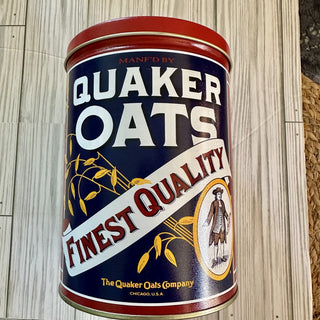 MANF'D BY
QUAKER
OATS
FINEST QUALITY
The Quaker Oats Company
CHICAGO, U.S.A